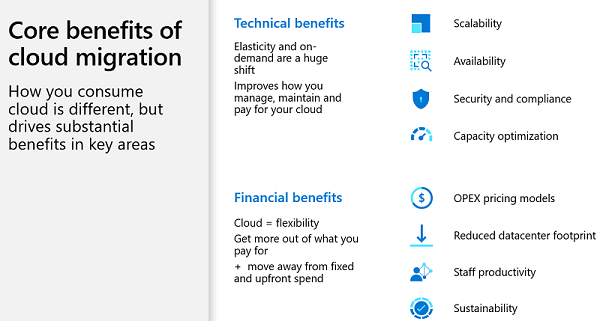 Core benefits of
cloud migration
How you consume
cloud is different, but
drives substantial
benefits in key areas
Technical benefits
Elasticity and on-
demand are a huge
shift
Improves how you
manage, maintain and
pay for your cloud
Scalability
Availability
Security and compliance
Capacity optimization
Financial benefits
Cloud = flexibility
Get more out of what you
pay for
+ move away from fixed
and upfront spend
$
OPEX pricing models
Reduced datacenter footprint
Staff productivity
Sustainability